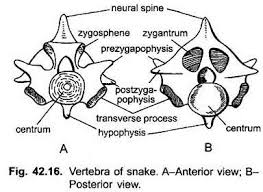 neural spine
zygosphene
zygantrum
prezygapophysis
postzyga-
pophysis
transverse process
centrum
hypophysis
centrum
A
B
Fig. 42.16. Vertebra of snake. A–Anterior view; B–
Posterior view.